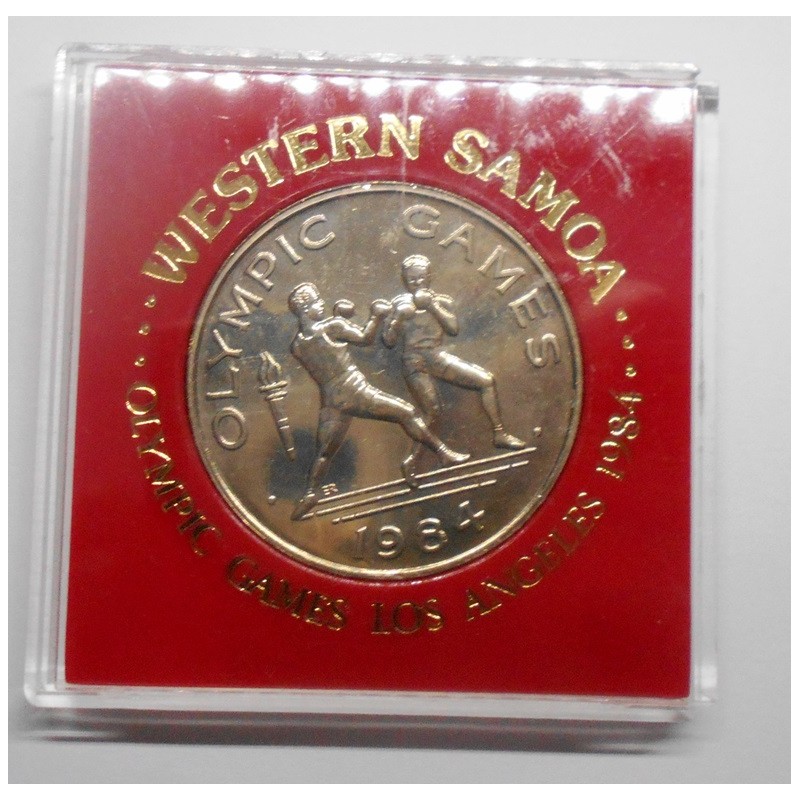 WESTERN SAMOA
OLYMPIC GAMES LOS ANGELES 1984
OLYMPIC GAMES
1984